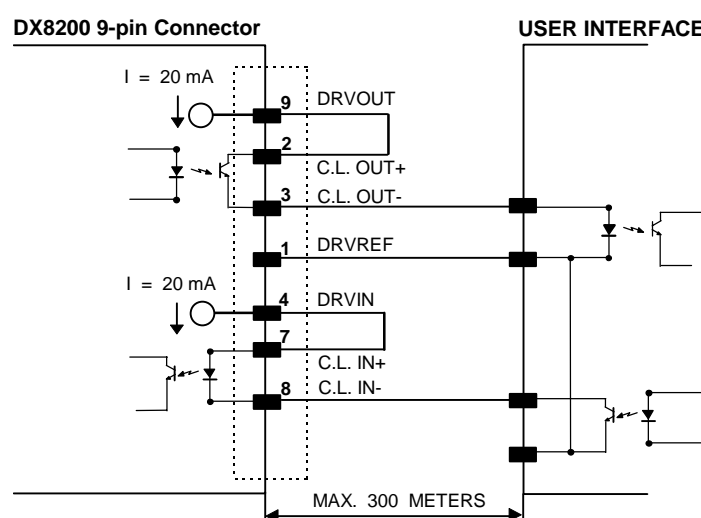 DX8200 9-pin Connector
USER INTERFACE
I = 20 mA
9 DRVOUT
2
C.L. OUT+
3 C.L. OUT-
1 DRVREF
I = 20 mA
4 DRVIN
7
C.L. IN+
8 C.L. IN-
MAX. 300 METERS